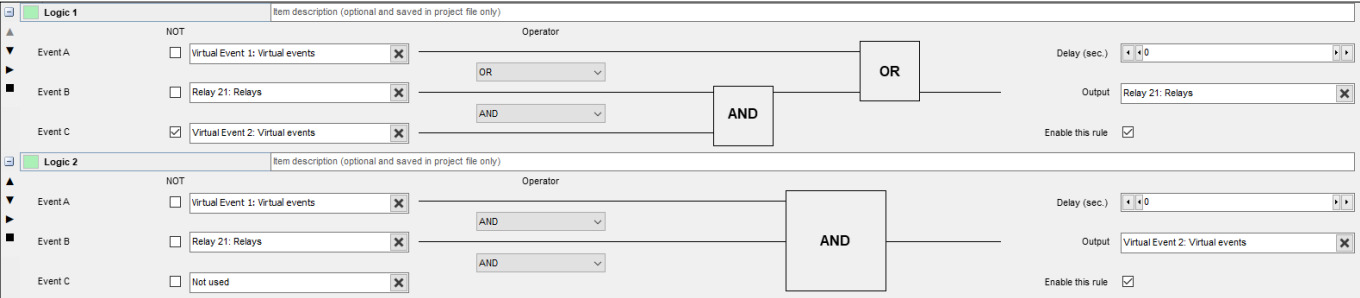 Logic 1 Item description (optional and saved in project file only)
NOT Operator
Event A Virtual Event 1: Virtual events Delay (sec.) 0
OR OR
Event B Relay 21: Relays Output Relay 21: Relays
AND AND
Event C Virtual Event 2: Virtual events Enable this rule
Logic 2 Item description (optional and saved in project file only)
NOT Operator
Event A Virtual Event 1: Virtual events Delay (sec.) 0
AND
Event B Relay 21: Relays AND Output Virtual Event 2: Virtual events
AND
Event C Not used Enable this rule